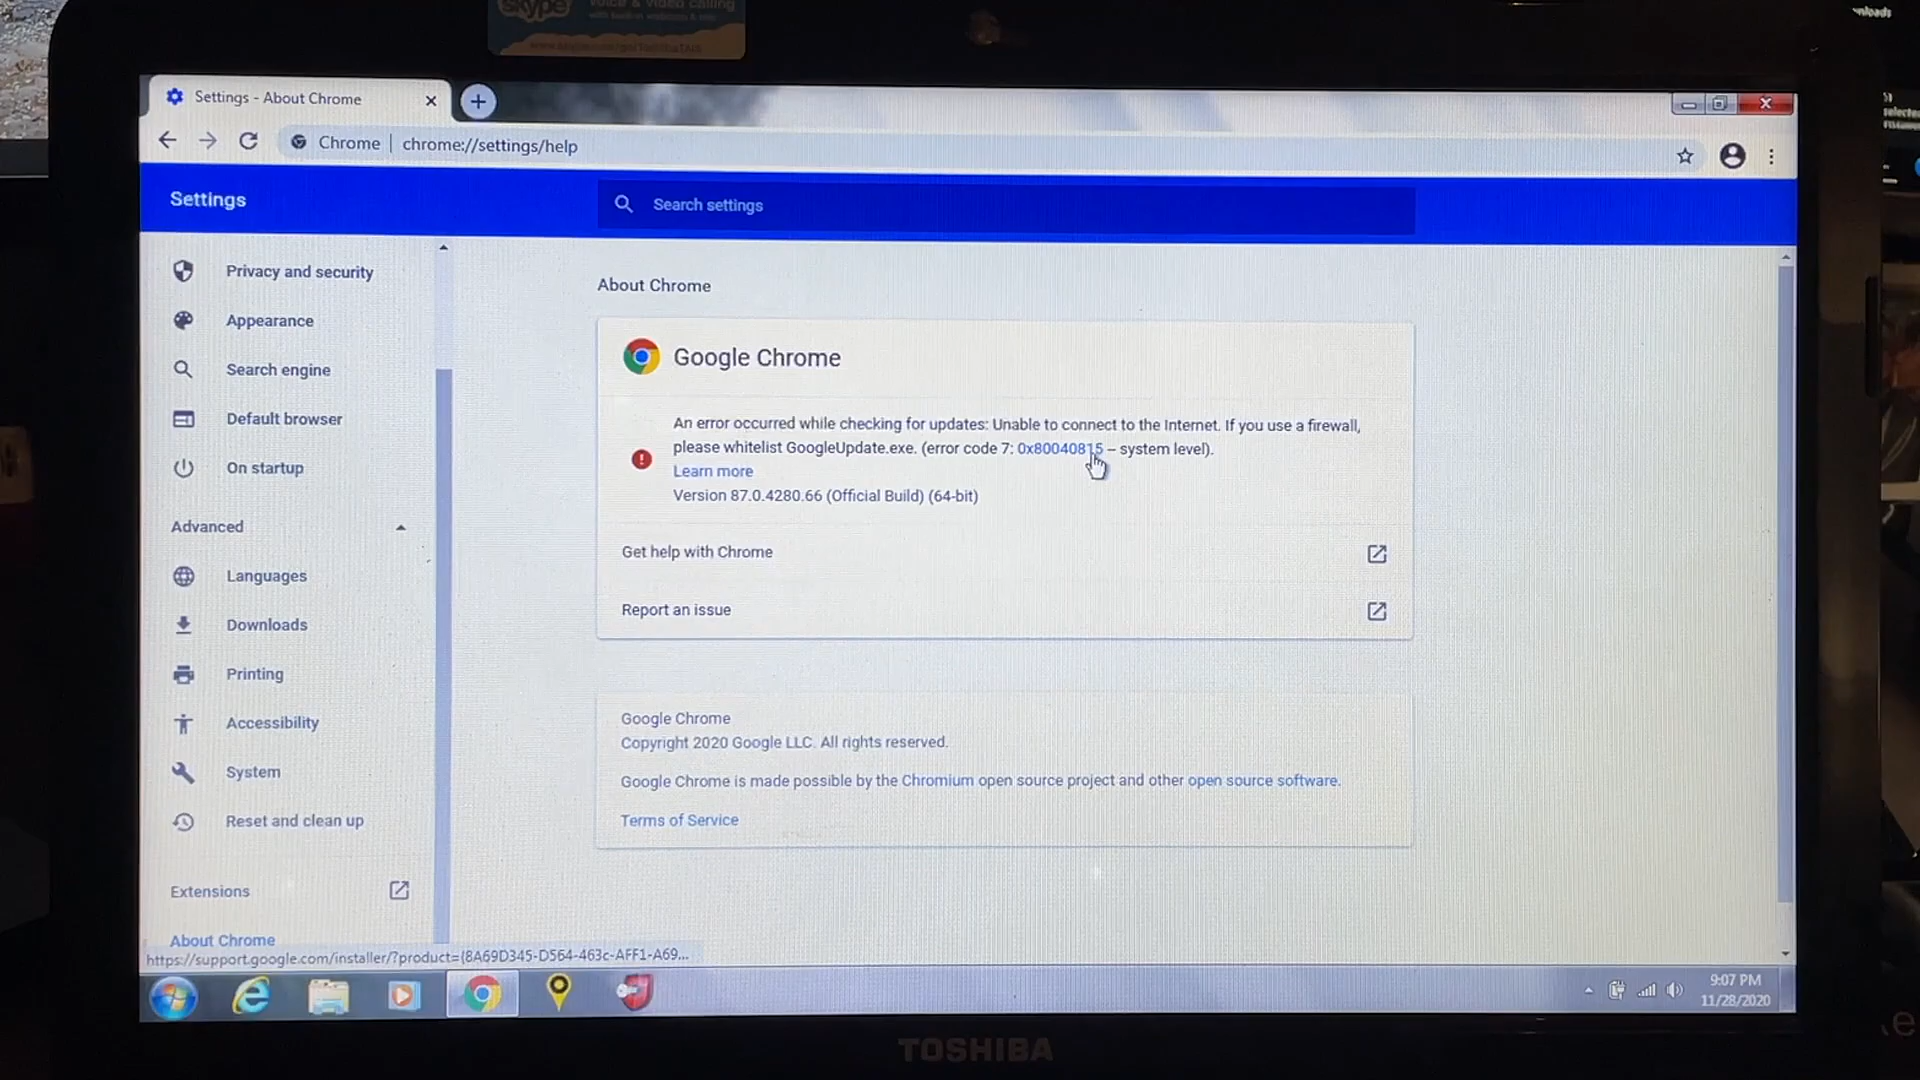 skype
voice & video calling
Settings - About Chrome
Chrome | chrome://settings/help
Settings
Search settings
Privacy and security
Appearance
Search engine
Default browser
On startup
Advanced
Languages
Downloads
Printing
Accessibility
System
Reset and clean up
Extensions
About Chrome
https://support.google.com/installer/?product={8A69D345-D564-463c-AFF1-A69...
About Chrome
Google Chrome
An error occurred while checking for updates: Unable to connect to the Internet. If you use a firewall,
please whitelist GoogleUpdate.exe. (error code 7: 0x80040815 – system level).
Learn more
Version 87.0.4280.66 (Official Build) (64-bit)
Get help with Chrome
Report an issue
Google Chrome
Copyright 2020 Google LLC. All rights reserved.
Google Chrome is made possible by the Chromium open source project and other open source software.
Terms of Service
9:07 PM
11/28/2020
TOSHIBA